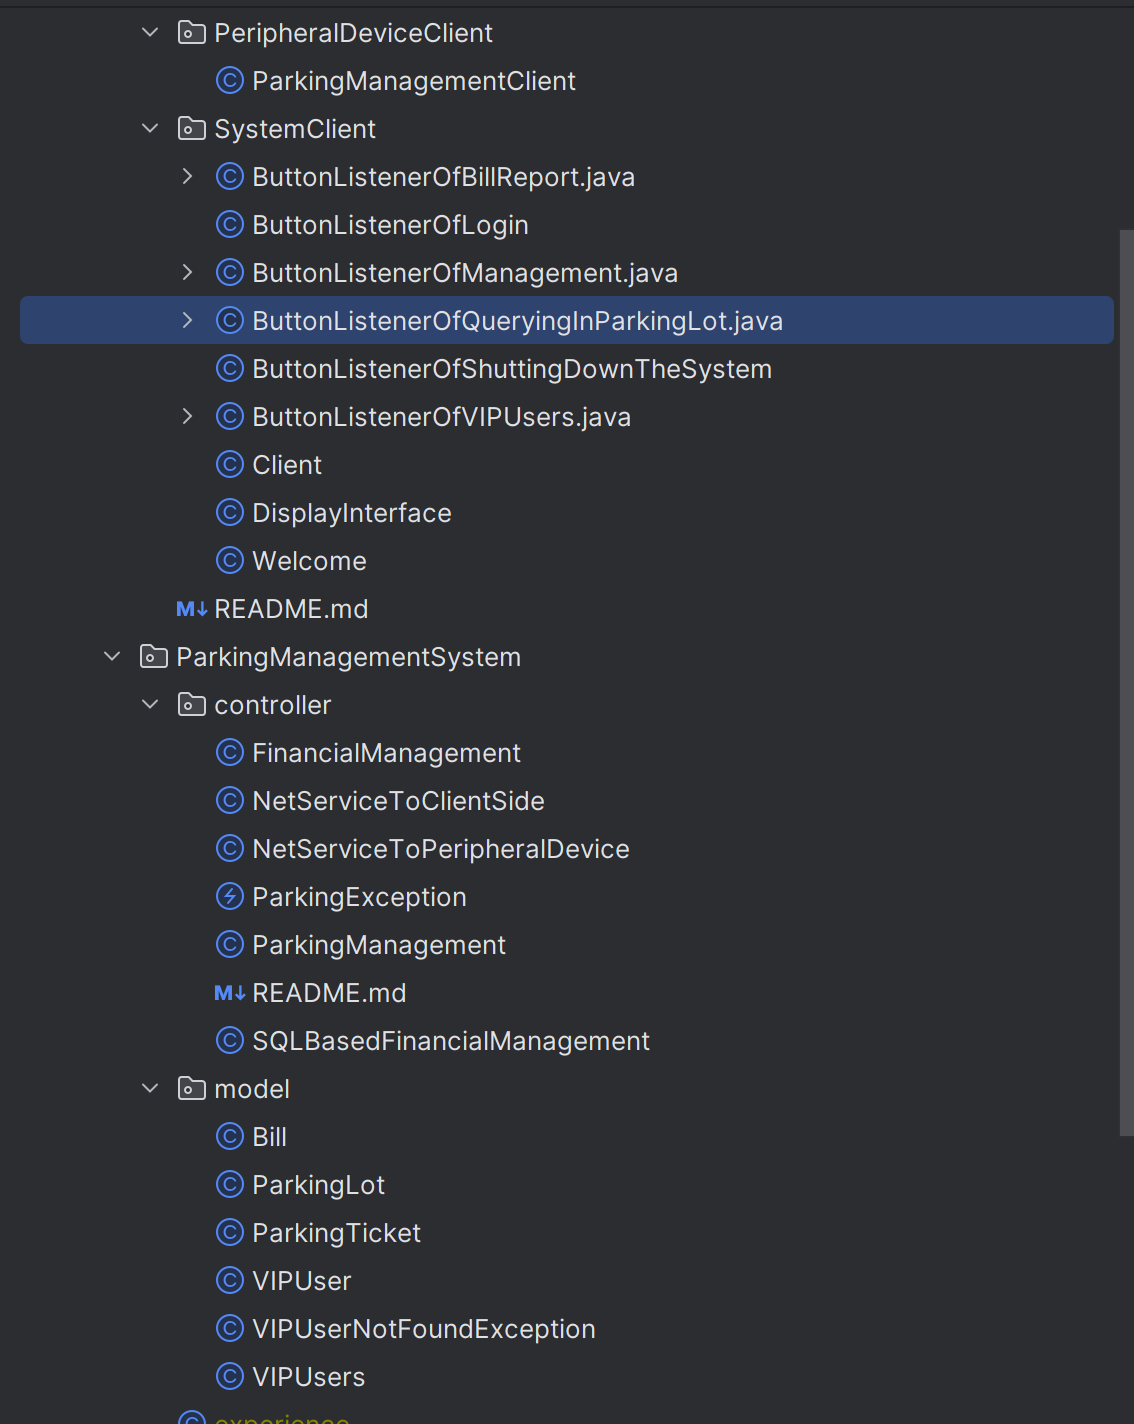 PeripheralDeviceClient
ParkingManagementClient
SystemClient
ButtonListenerOfBillReport.java
ButtonListenerOfLogin
ButtonListenerOfManagement.java
ButtonListenerOfQueryingInParkingLot.java
ButtonListenerOfShuttingDownTheSystem
ButtonListenerOfVIPUsers.java
Client
DisplayInterface
Welcome
M↓ README.md
ParkingManagementSystem
controller
FinancialManagement
NetServiceToClientSide
NetServiceToPeripheralDevice
ParkingException
ParkingManagement
M↓ README.md
SQLBasedFinancialManagement
model
Bill
ParkingLot
ParkingTicket
VIPUser
VIPUserNotFoundException
VIPUsers
experience